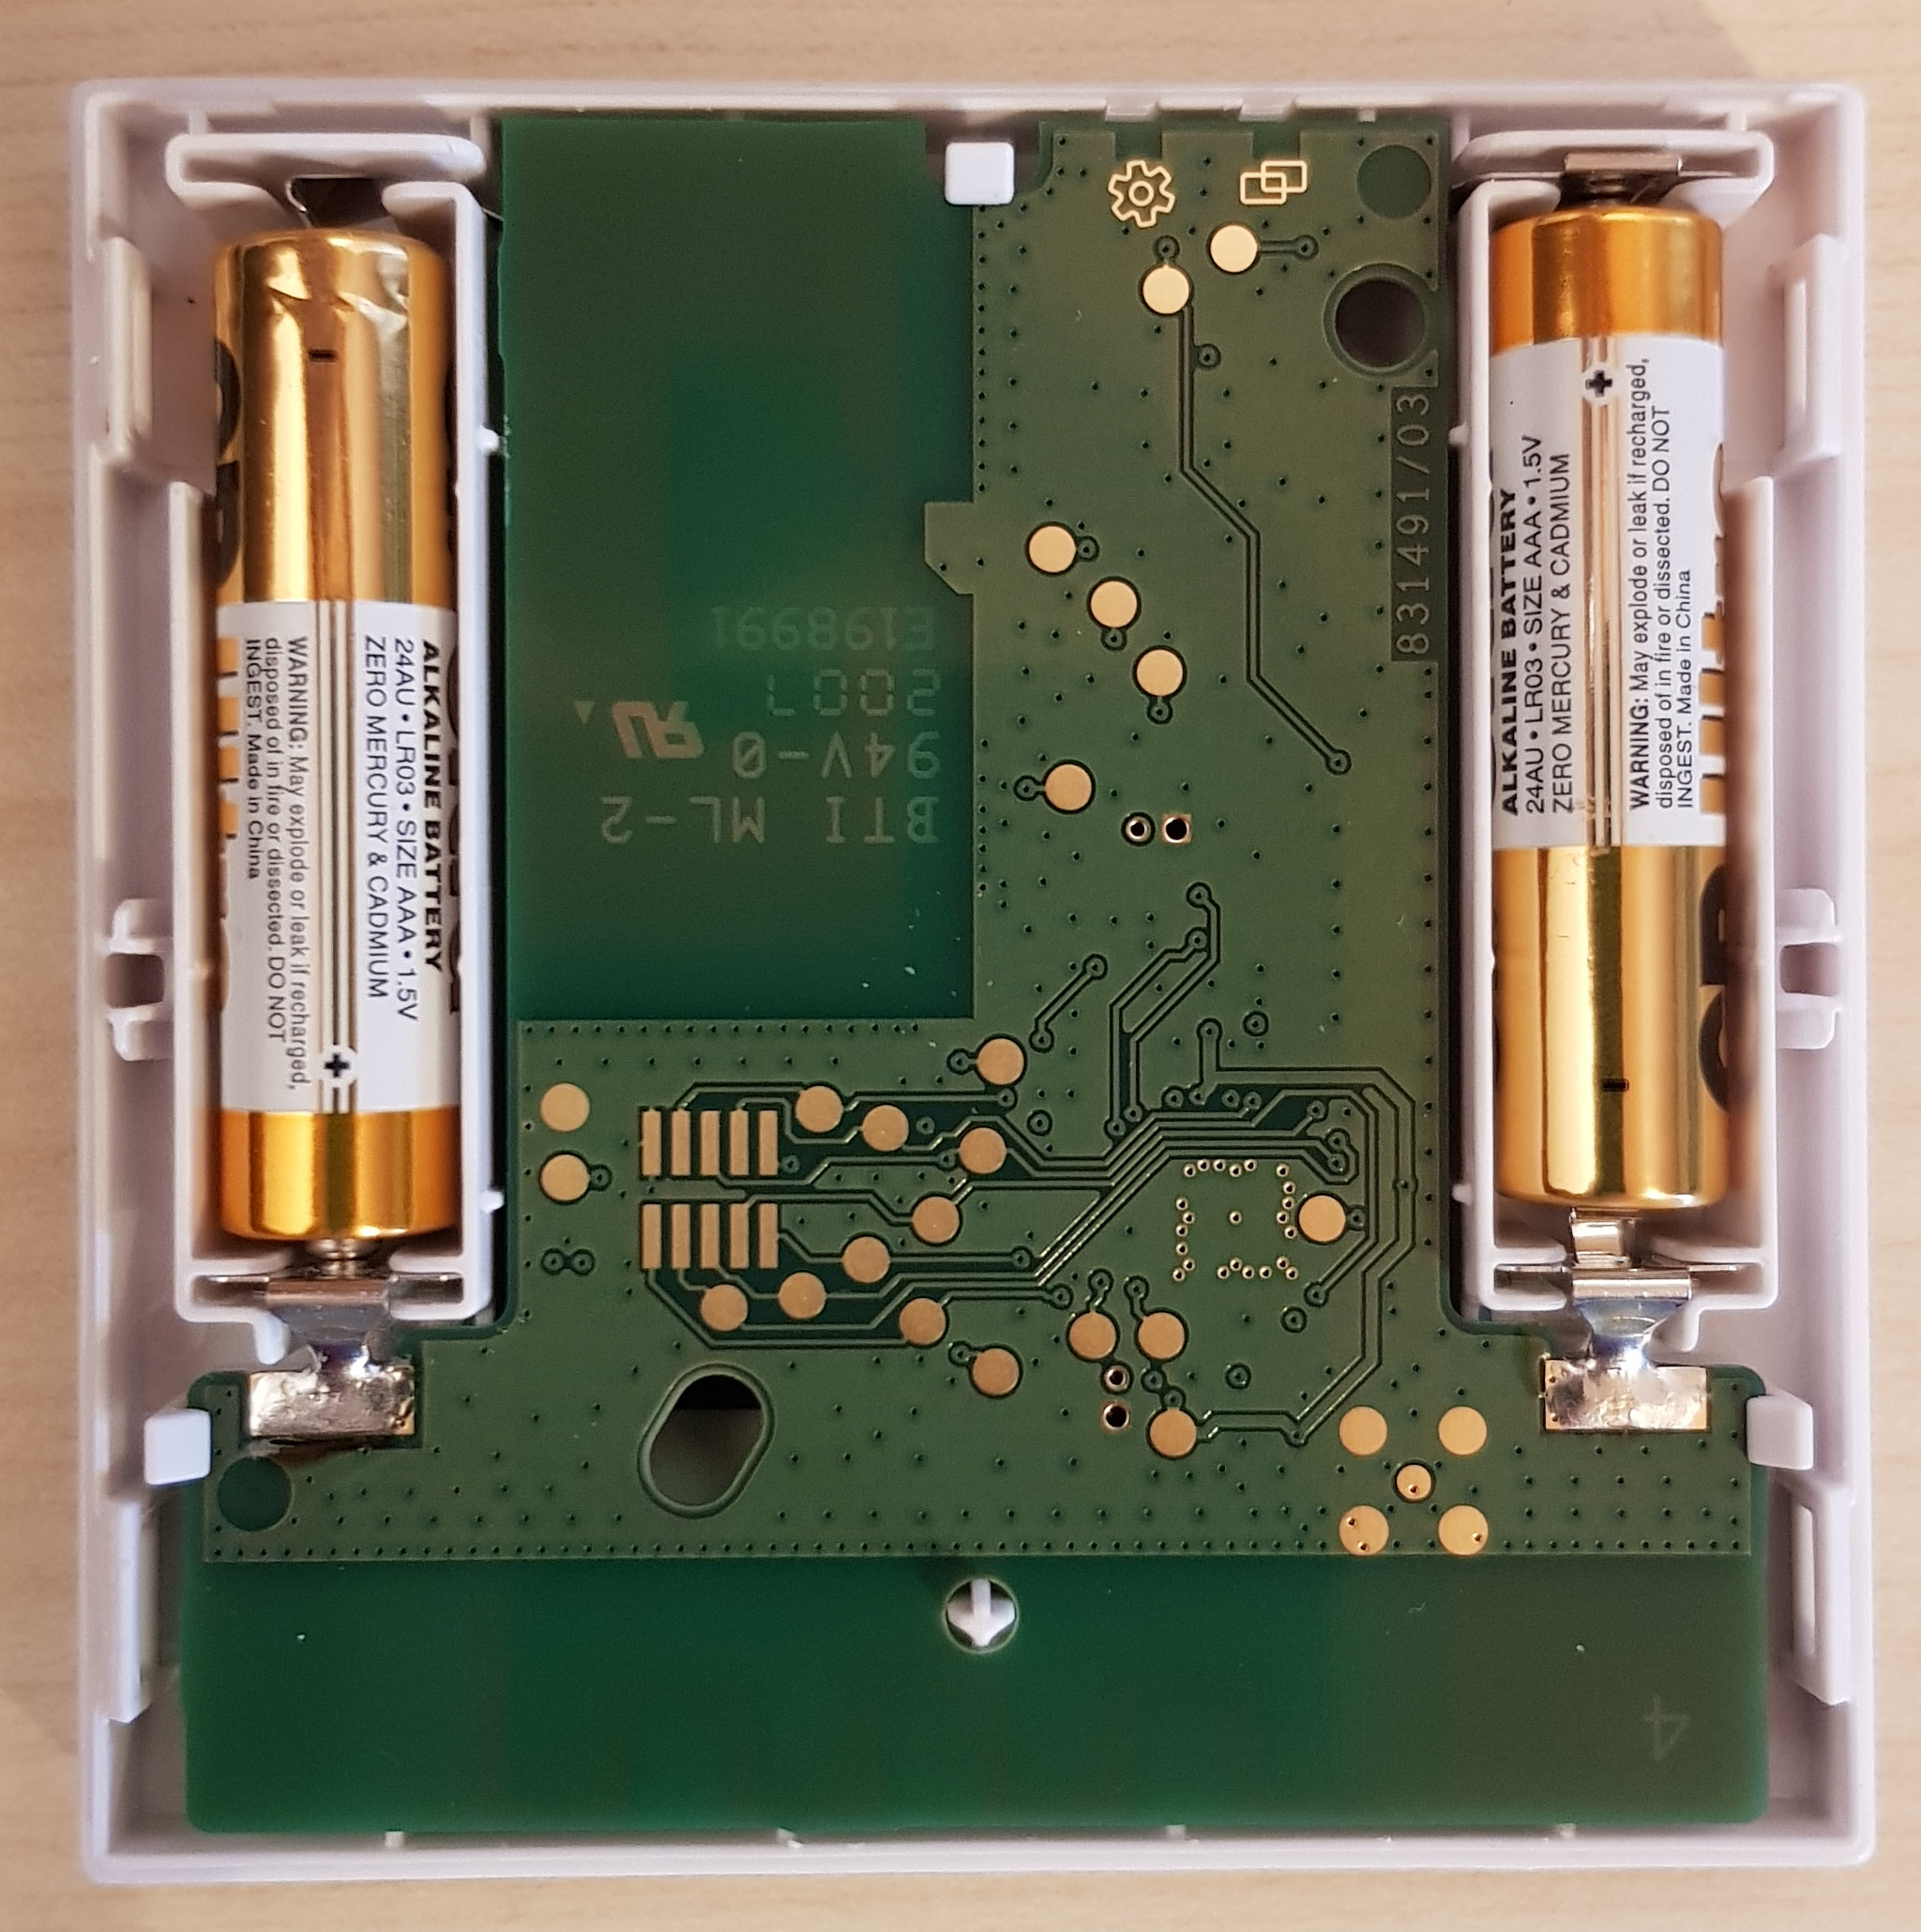 -
ALKALINE BATTERY
24AU • LR03 • SIZE AAA • 1.5V
ZERO MERCURY & CADMIUM
+
WARNING: May explode or leak if recharged,
disposed of in fire or dissected. DO NOT
INGEST. Made in China
BTI ML-2
94V-0
5007
E198991
831491/03
ALKALINE BATTERY
24AU • LR03 • SIZE AAA • 1.5V
ZERO MERCURY & CADMIUM
+
WARNING: May explode or leak if recharged,
disposed of in fire or dissected. DO NOT
INGEST. Made in China
-
4